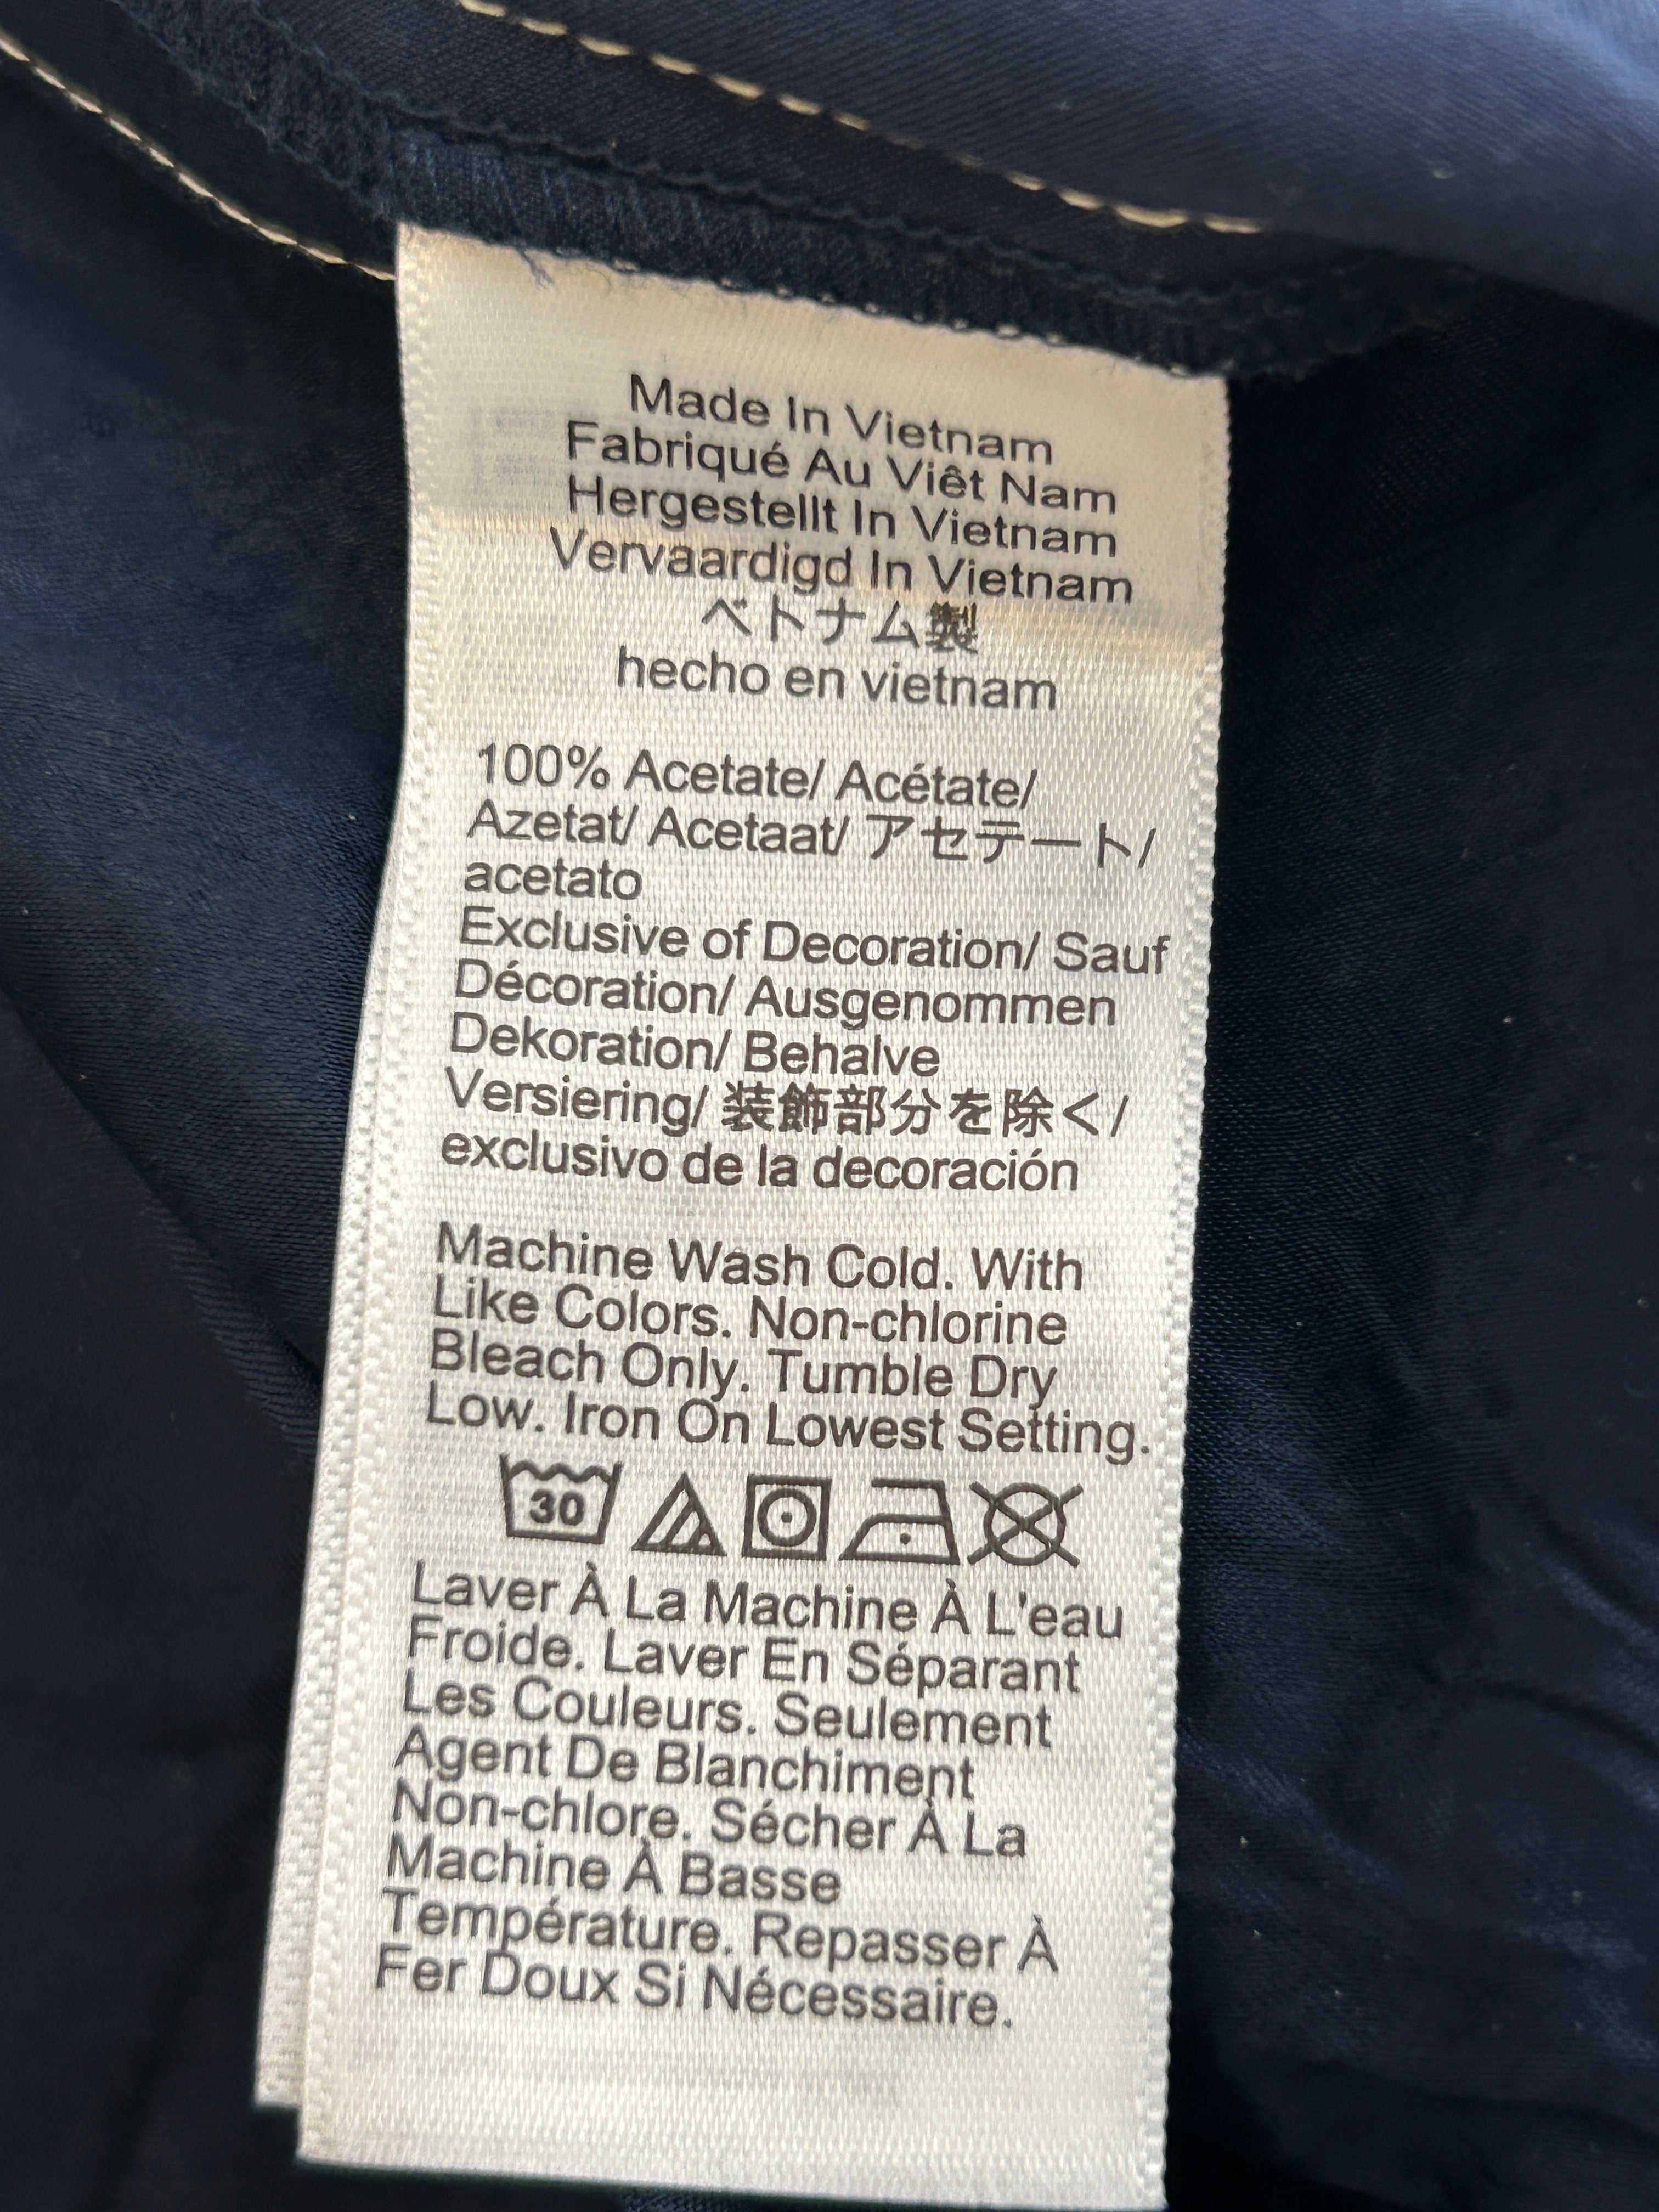 Made In Vietnam
Fabriqué Au Viêt Nam
Hergestellt In Vietnam
Vervaardigd In Vietnam
ベトナム製
hecho en vietnam
100% Acetate/ Acétate/
Azetat/ Acetaat/ アセテート/
acetato
Exclusive of Decoration/ Sauf
Décoration/ Ausgenommen
Dekoration/ Behalve
Versiering/ 装飾部分を除く/
exclusivo de la decoración
Machine Wash Cold. With
Like Colors. Non-chlorine
Bleach Only. Tumble Dry
Low. Iron On Lowest Setting.
30
Laver À La Machine À L'eau
Froide. Laver En Séparant
Les Couleurs. Seulement
Agent De Blanchiment
Non-chlore. Sécher À La
Machine À Basse
Température. Repasser À
Fer Doux Si Nécessaire.